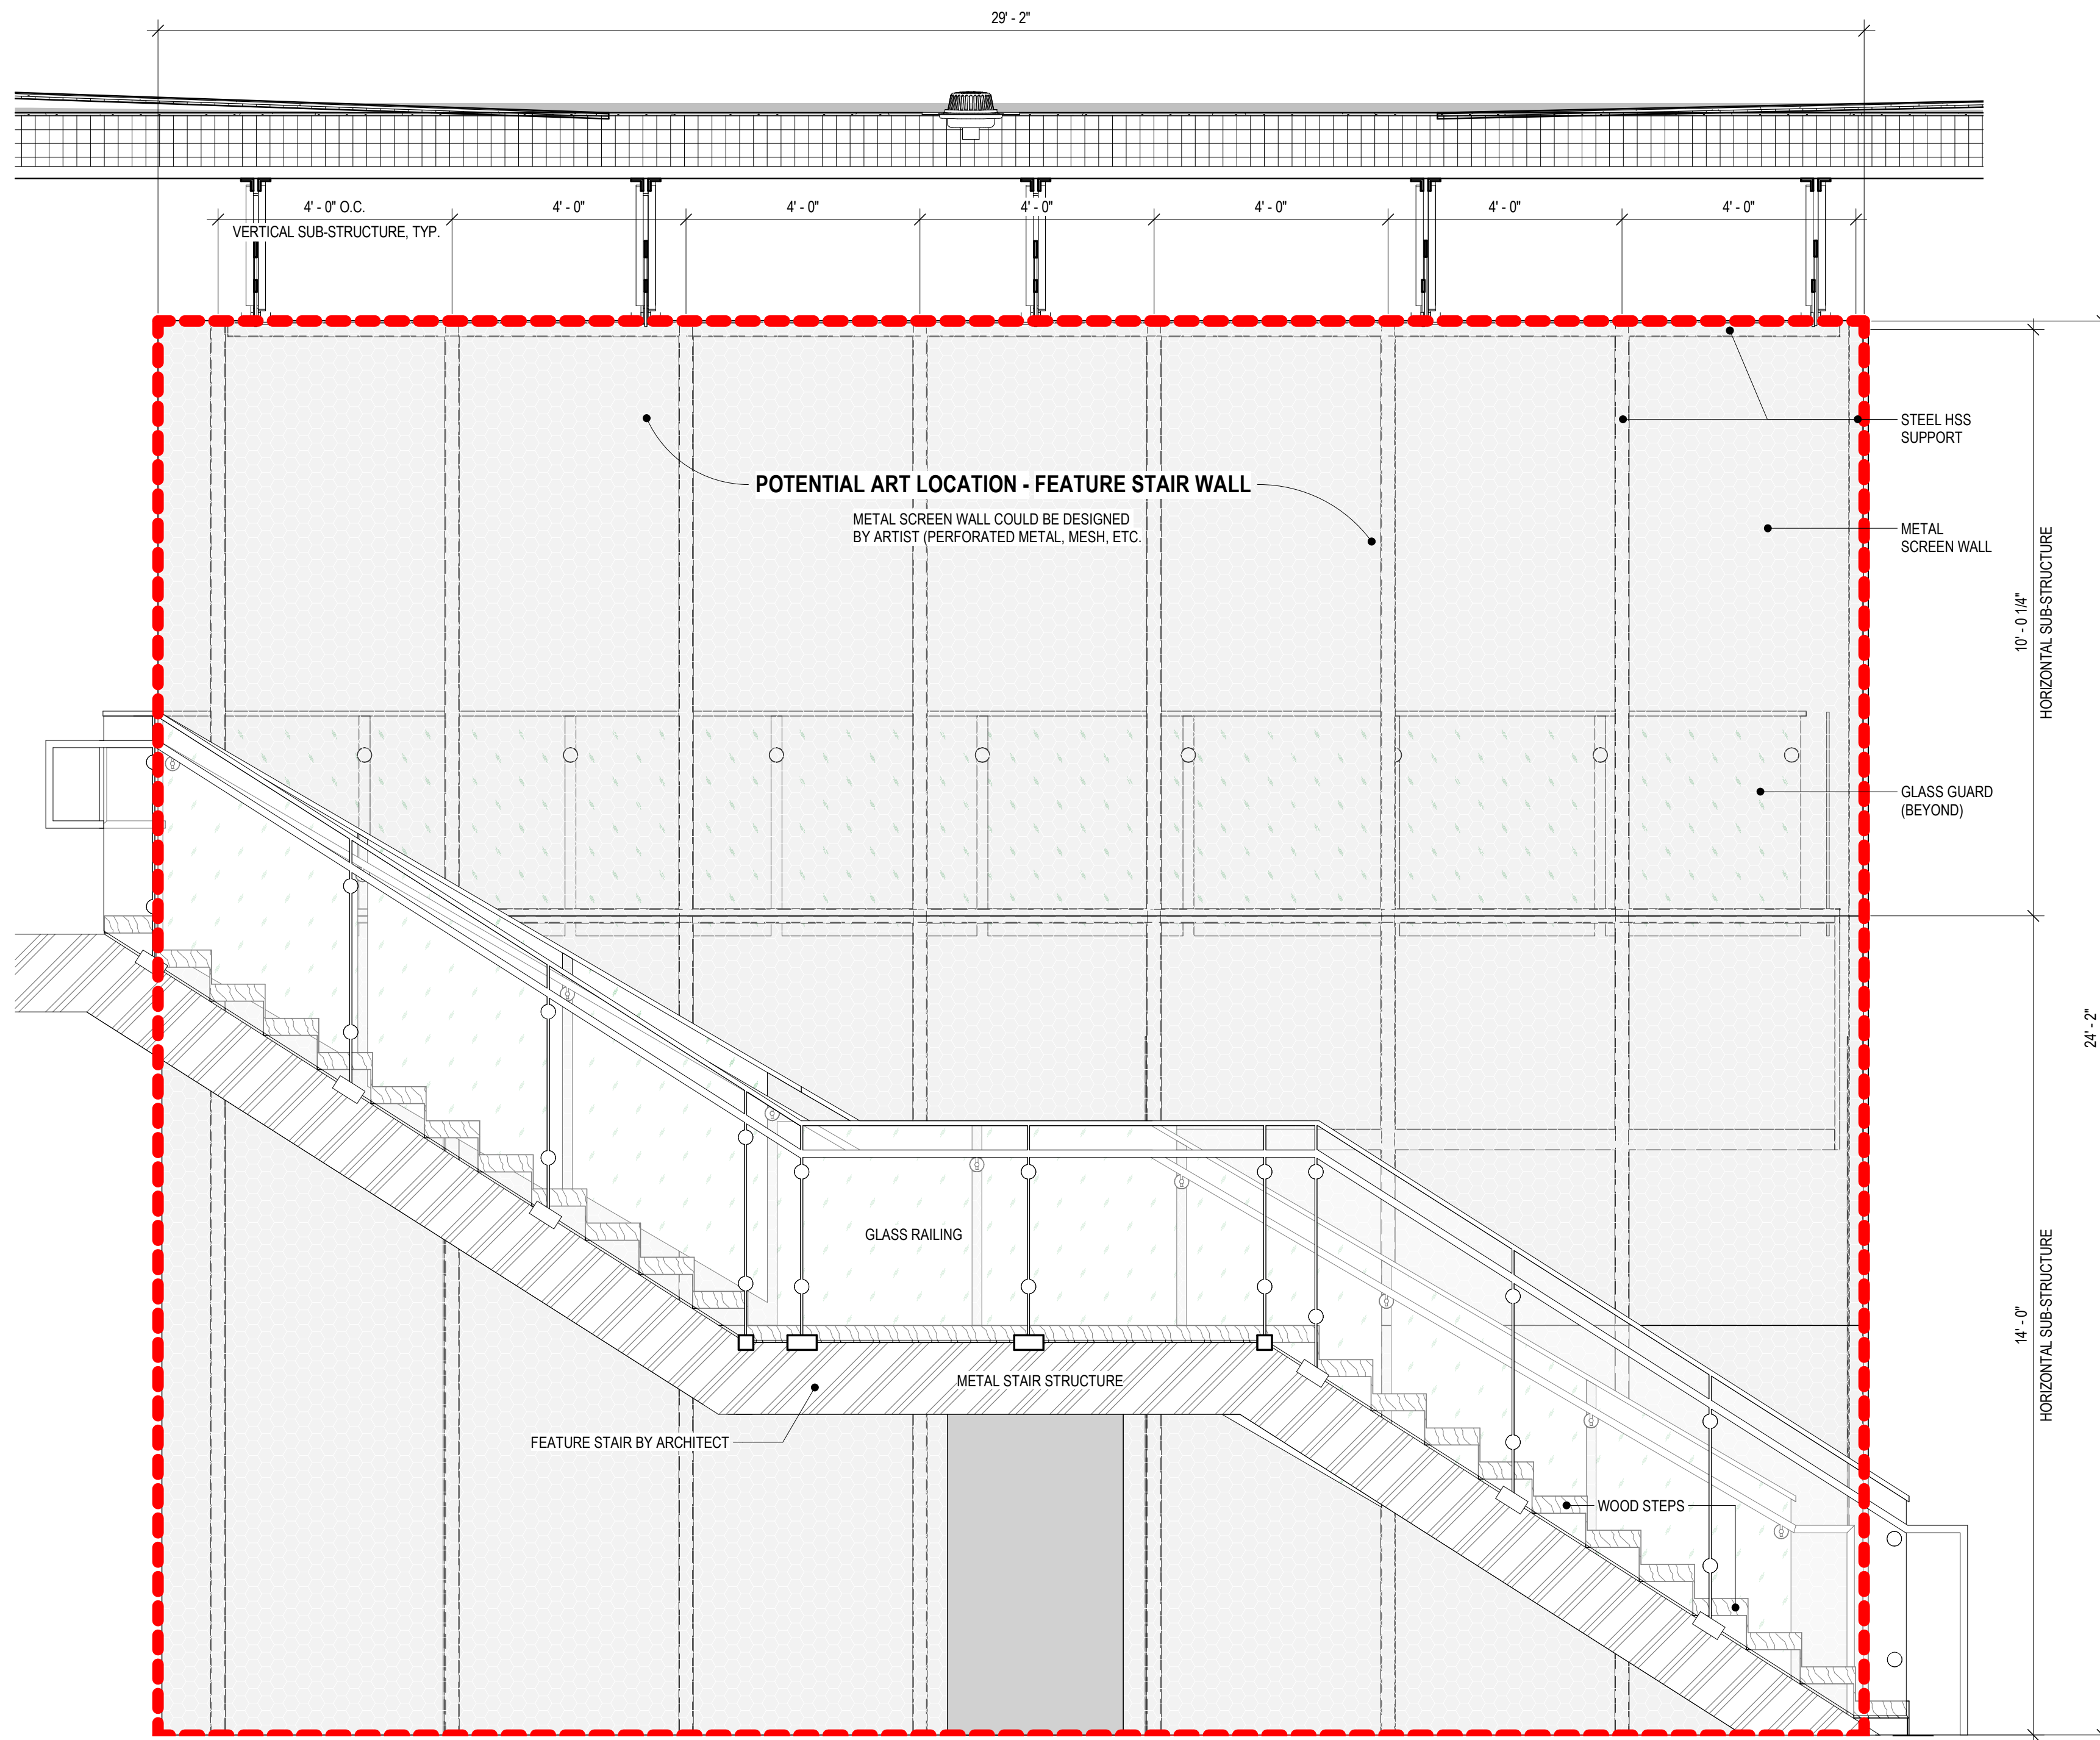 29' - 2"
4' - 0" O.C.
4' - 0"
4' - 0"
4' - 0"
4' - 0"
4' - 0"
4' - 0"
VERTICAL SUB-STRUCTURE, TYP.
STEEL HSS
SUPPORT
POTENTIAL ART LOCATION - FEATURE STAIR WALL
METAL SCREEN WALL COULD BE DESIGNED
BY ARTIST (PERFORATED METAL, MESH, ETC.
METAL
SCREEN WALL
10' - 0 1/4"
HORIZONTAL SUB-STRUCTURE
GLASS GUARD
(BEYOND)
24' - 2"
GLASS RAILING
14' - 0"
HORIZONTAL SUB-STRUCTURE
METAL STAIR STRUCTURE
FEATURE STAIR BY ARCHITECT
WOOD STEPS